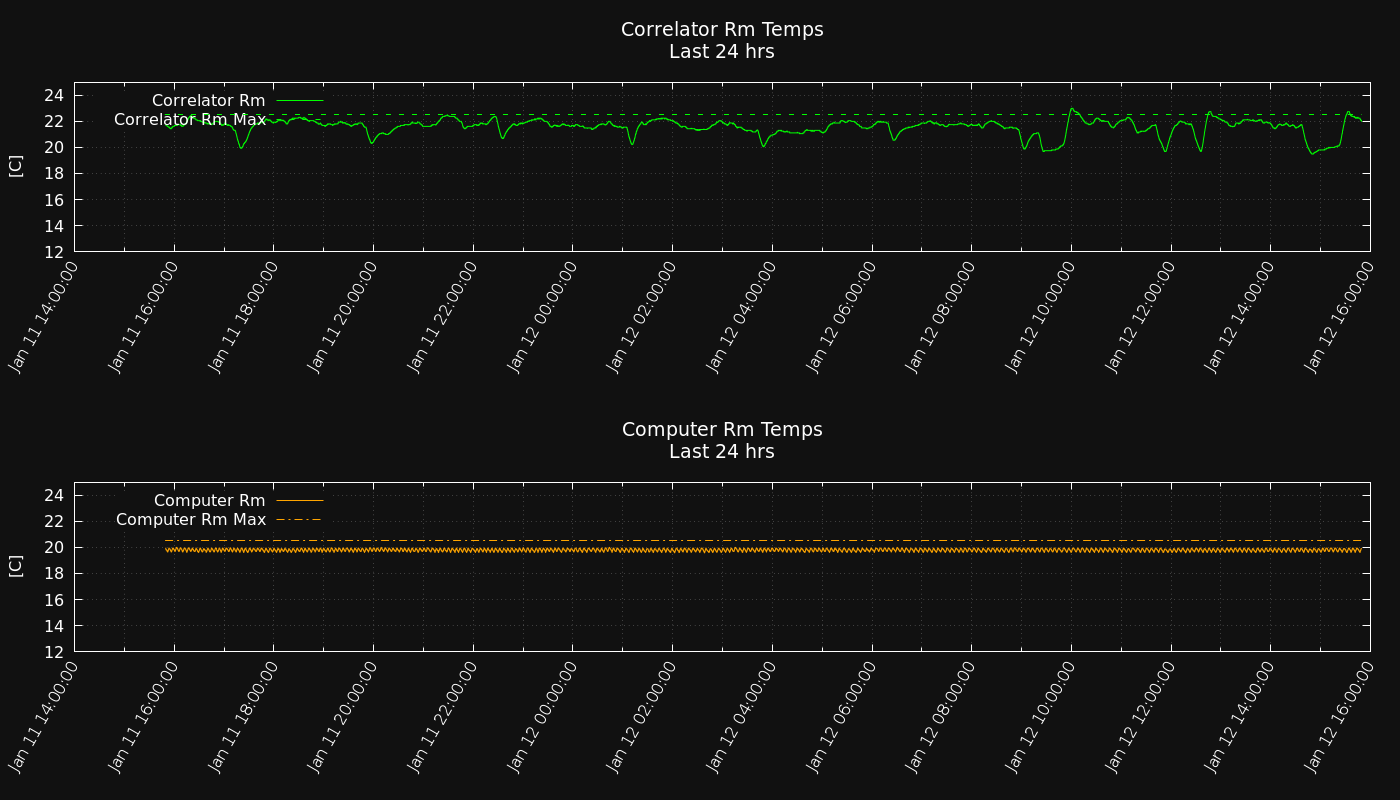 Correlator Rm Temps
Last 24 hrs
Correlator Rm
Correlator Rm Max
[C]
24
22
20
18
16
14
12
Jan 11 14:00:00
Jan 11 16:00:00
Jan 11 18:00:00
Jan 11 20:00:00
Jan 11 22:00:00
Jan 12 00:00:00
Jan 12 02:00:00
Jan 12 04:00:00
Jan 12 06:00:00
Jan 12 08:00:00
Jan 12 10:00:00
Jan 12 12:00:00
Jan 12 14:00:00
Jan 12 16:00:00
Computer Rm Temps
Last 24 hrs
Computer Rm
Computer Rm Max
[C]
24
22
20
18
16
14
12
Jan 11 14:00:00
Jan 11 16:00:00
Jan 11 18:00:00
Jan 11 20:00:00
Jan 11 22:00:00
Jan 12 00:00:00
Jan 12 02:00:00
Jan 12 04:00:00
Jan 12 06:00:00
Jan 12 08:00:00
Jan 12 10:00:00
Jan 12 12:00:00
Jan 12 14:00:00
Jan 12 16:00:00